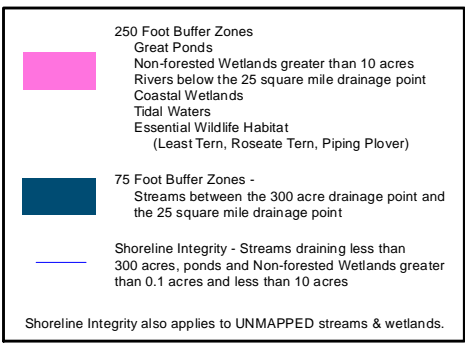 250 Foot Buffer Zones
Great Ponds
Non-forested Wetlands greater than 10 acres
Rivers below the 25 square mile drainage point
Coastal Wetlands
Tidal Waters
Essential Wildlife Habitat
(Least Tern, Roseate Tern, Piping Plover)
75 Foot Buffer Zones -
Streams between the 300 acre drainage point and
the 25 square mile drainage point
Shoreline Integrity - Streams draining less than
300 acres, ponds and Non-forested Wetlands greater
than 0.1 acres and less than 10 acres
Shoreline Integrity also applies to UNMAPPED streams & wetlands.